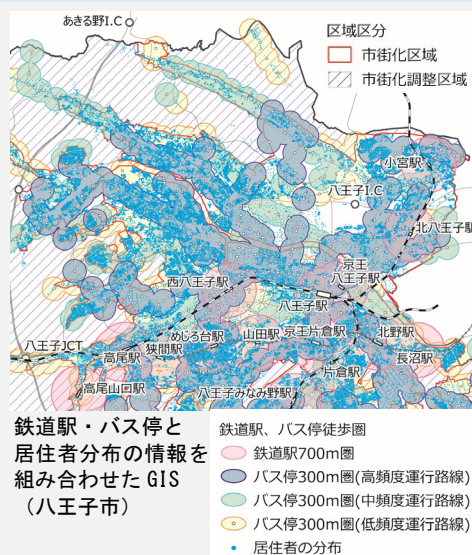 あきる野I.C
区域区分
市街化区域
市街化調整区域
小宮駅
八王子I.C
北八王子駅
京王
八王子駅
西八王子駅
八王子駅
八王子JCT
めじろ台駅
山田駅
京王片倉駅
北野駅
狭間駅
高尾駅
長沼駅
片倉駅
高尾山口駅
八王子みなみ野駅
鉄道駅・バス停と
居住者分布の情報を
組み合わせた GIS
（八王子市）
鉄道駅、バス停徒歩圏
鉄道駅700m圏
バス停300m圏(高頻度運行路線)
バス停300m圏(中頻度運行路線)
バス停300m圏(低頻度運行路線)
居住者の分布